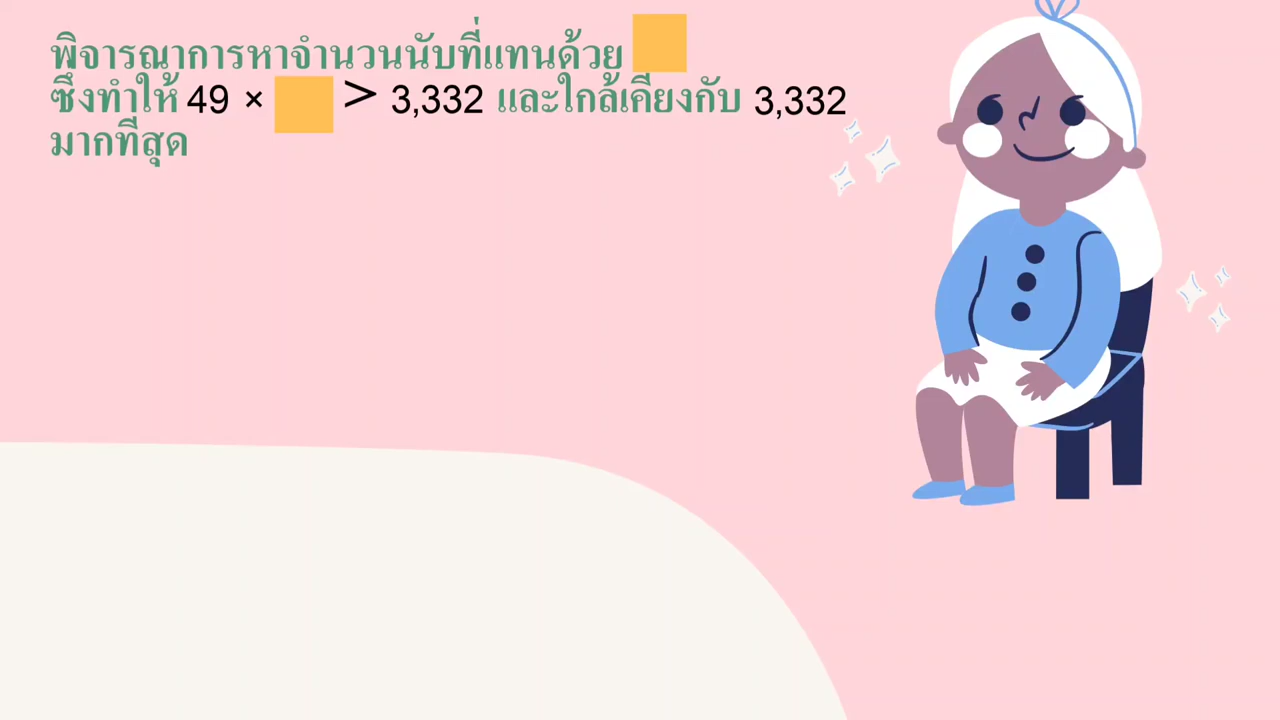 พิจารณาการหาจำนวนนับที่แทนด้วย
ซึ่งทำให้ 49 × > 3,332 และใกล้เคียงกับ 3,332
มากที่สุด